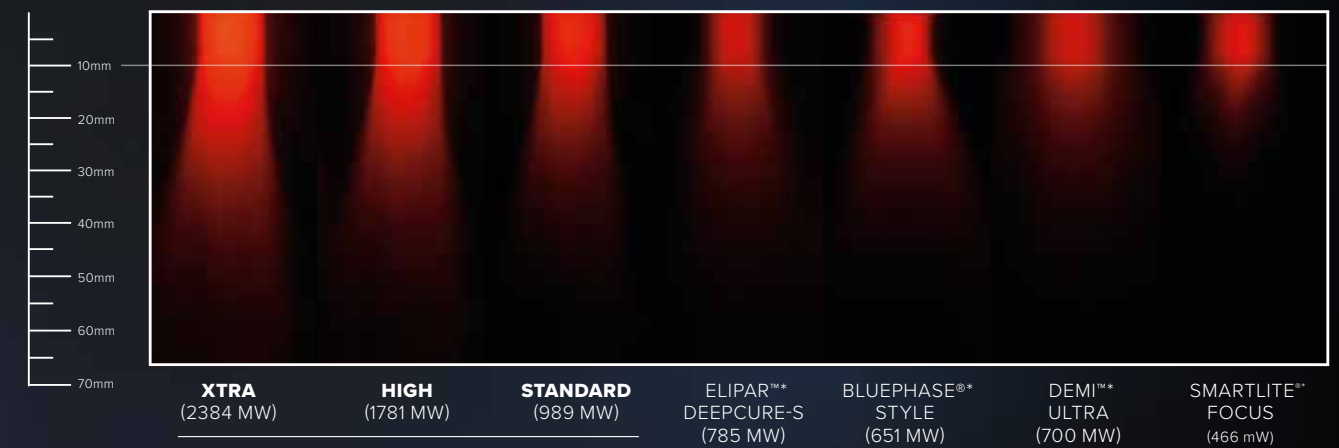 10mm
20mm
30mm
40mm
50mm
60mm
70mm
XTRA
(2384 MW)
HIGH
(1781 MW)
STANDARD
(989 MW)
ELIPAR™*
DEEPCURE-S
(785 MW)
BLUEPHASE®*
STYLE
(651 MW)
DEMI™*
ULTRA
(700 MW)
SMARTLITE®*
FOCUS
(466 mW)